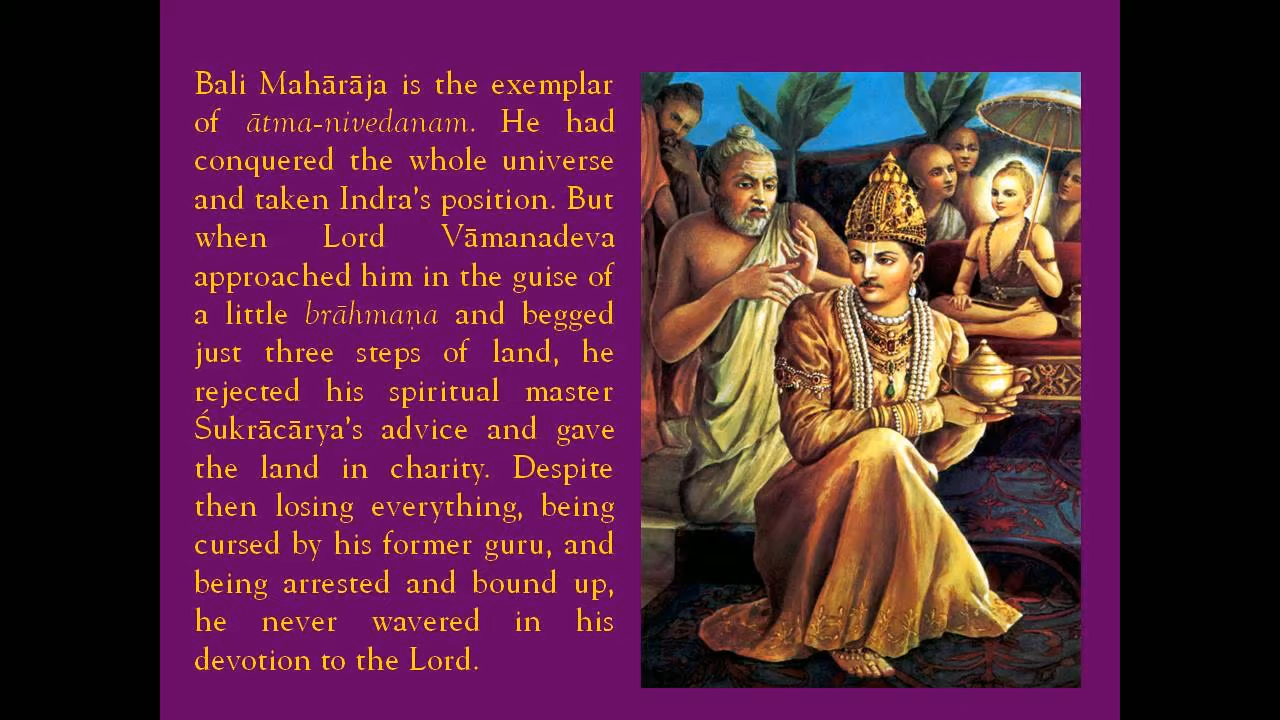 Bali Mahārāja is the exemplar
of ātma-nivedanam. He had
conquered the whole universe
and taken Indra's position. But
when Lord Vāmanadeva
approached him in the guise of
a little brāhmaṇa and begged
just three steps of land, he
rejected his spiritual master
Śukrācārya's advice and gave
the land in charity. Despite
then losing everything, being
cursed by his former guru, and
being arrested and bound up,
he never wavered in his
devotion to the Lord.